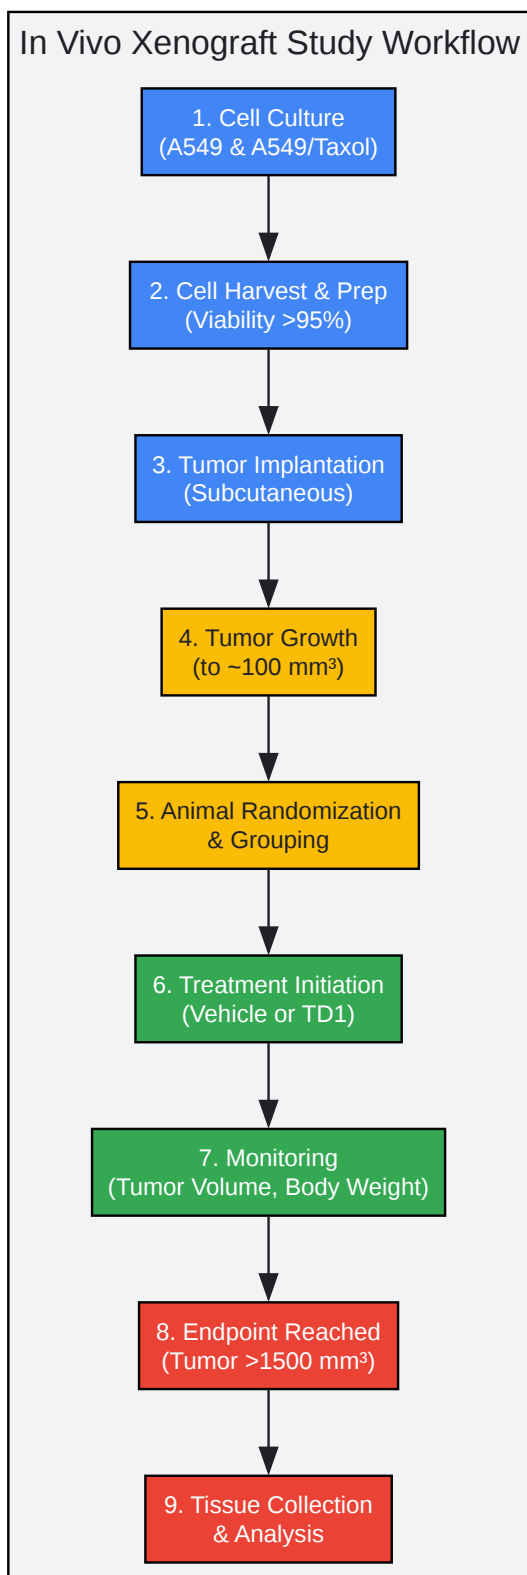 In Vivo Xenograft Study Workflow
1. Cell Culture
(A549 & A549/Taxol)
2. Cell Harvest & Prep
(Viability >95%)
3. Tumor Implantation
(Subcutaneous)
4. Tumor Growth
(to ~100 mm³)
5. Animal Randomization
& Grouping
6. Treatment Initiation
(Vehicle or TD1)
7. Monitoring
(Tumor Volume, Body Weight)
8. Endpoint Reached
(Tumor >1500 mm³)
9. Tissue Collection
& Analysis